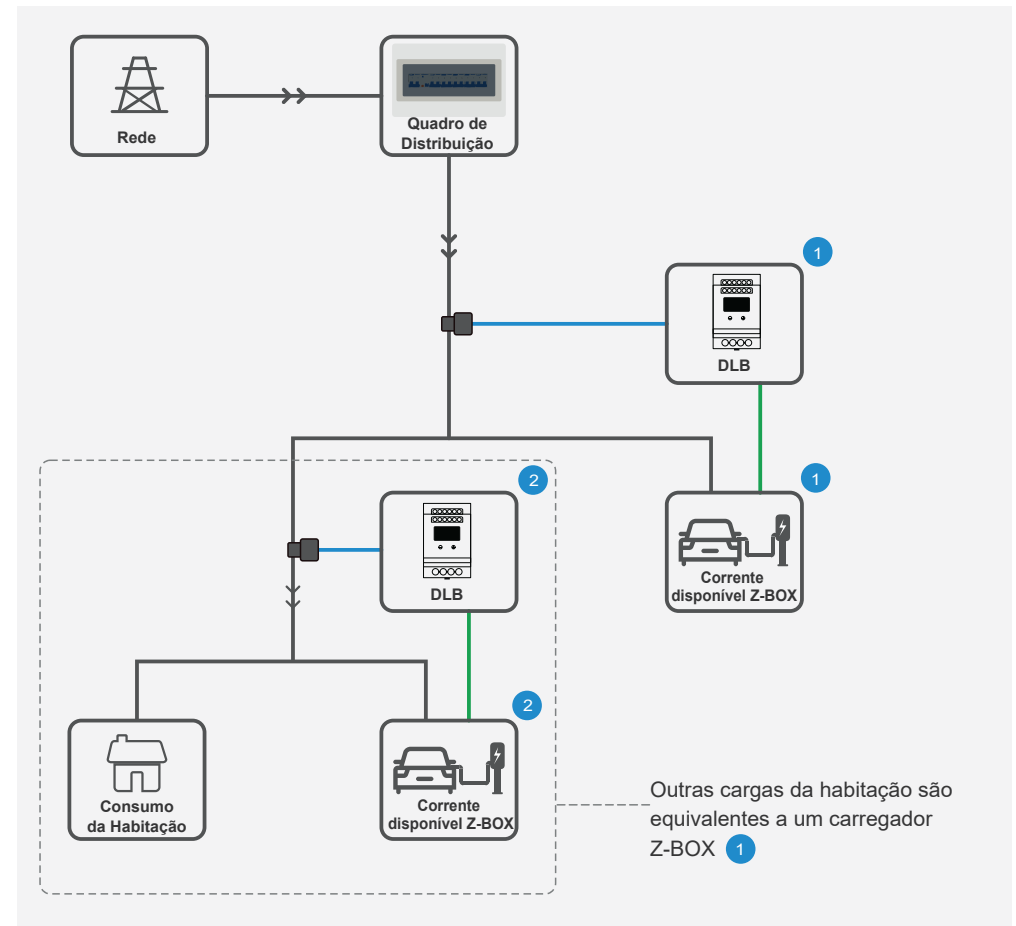 Rede
Quadro de
Distribuição
1
DLB
1
Corrente
disponível Z-BOX
2
DLB
2
Consumo
da Habitação
Corrente
disponível Z-BOX
Outras cargas da habitação são
equivalentes a um carregador
Z-BOX 1